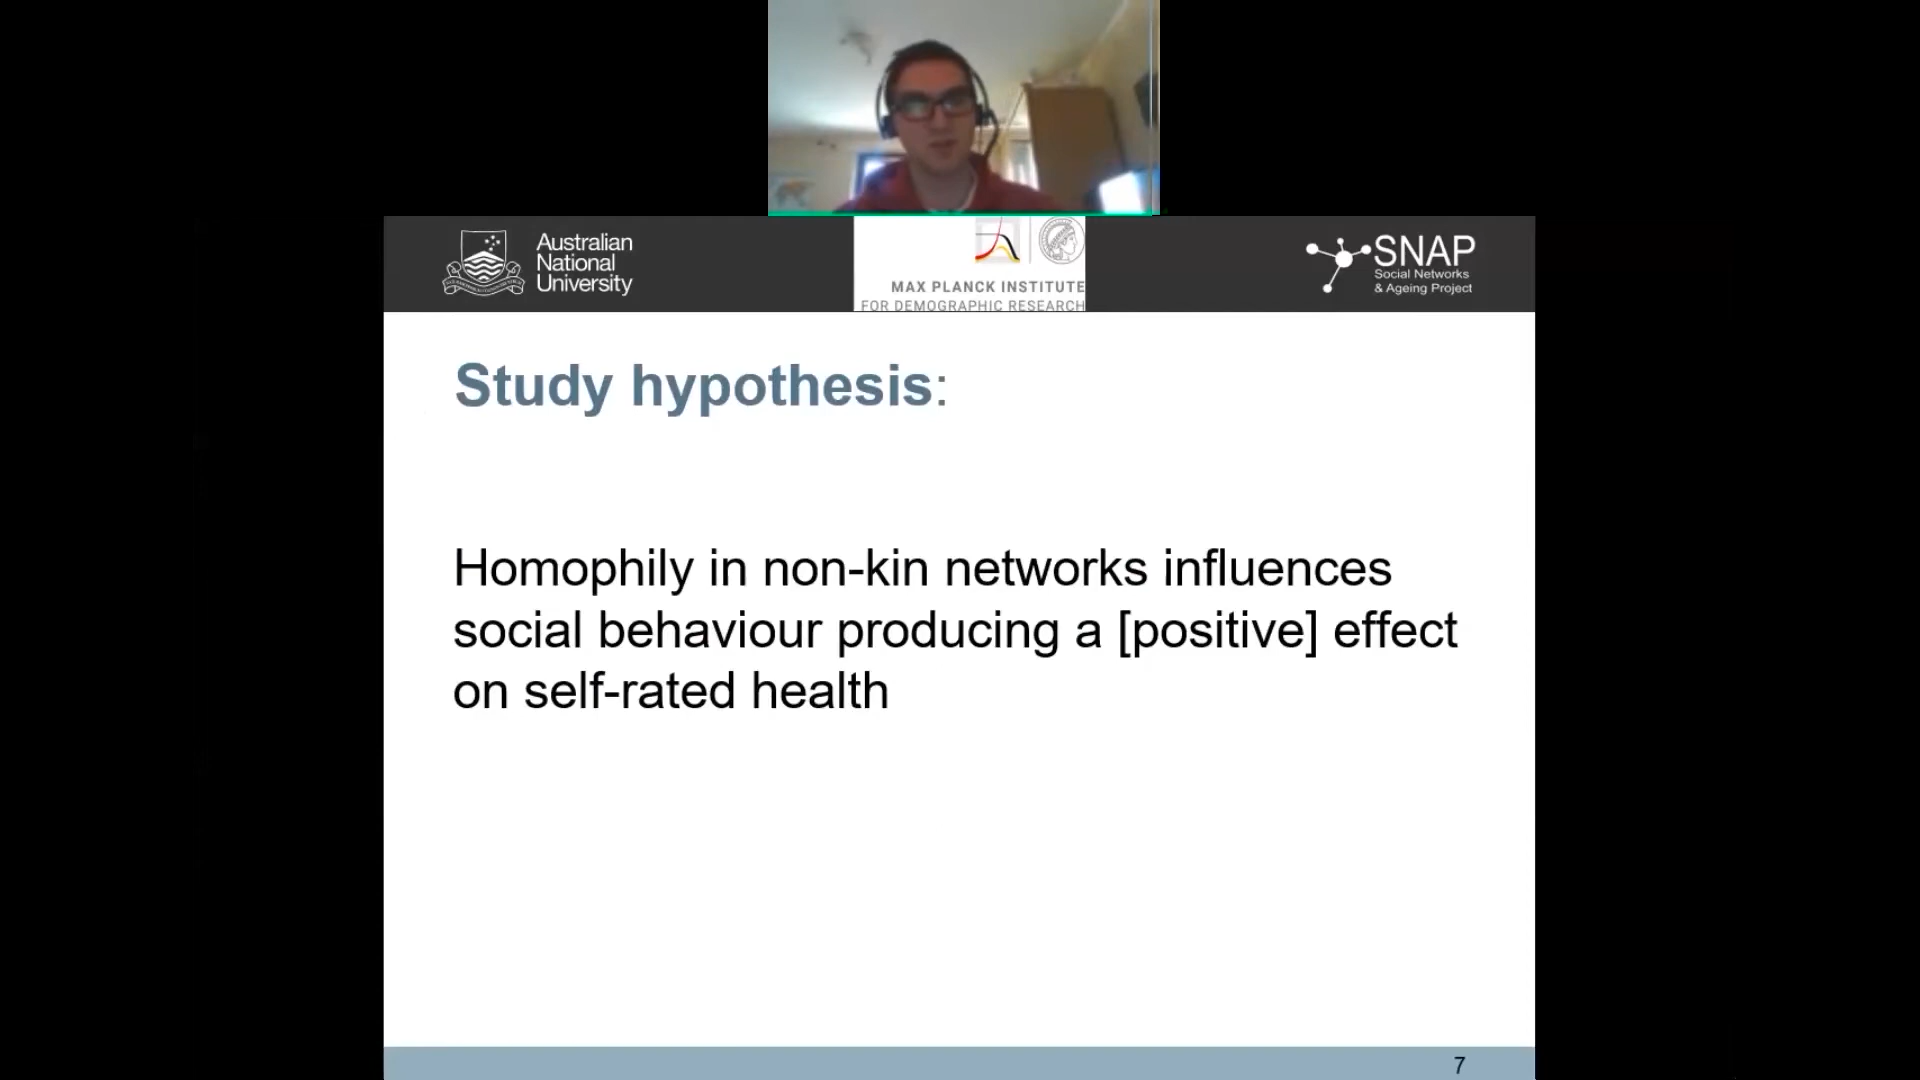 Australian
National
University
MAX PLANCK INSTITUTE
FOR DEMOGRAPHIC RESEARCH
SNAP
Social Networks
& Ageing Project
Study hypothesis:
Homophily in non-kin networks influences
social behaviour producing a [positive] effect
on self-rated health
7